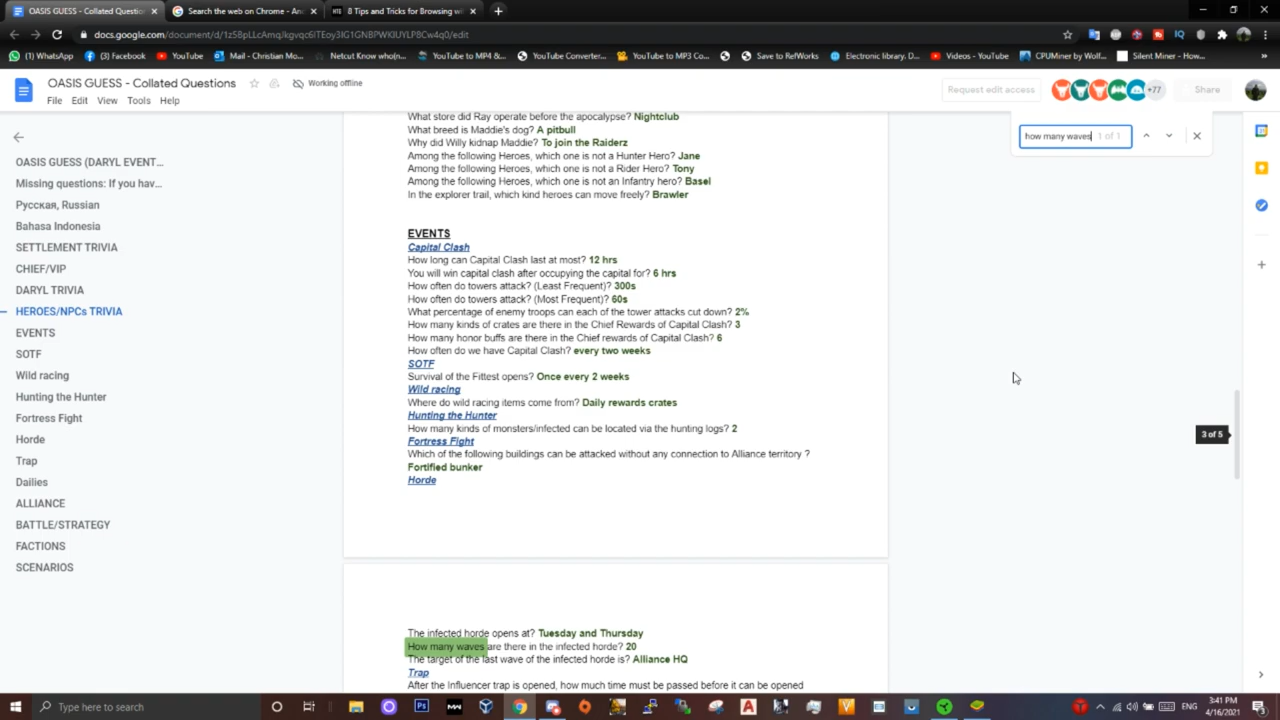 OASIS GUESS - Collated Question
Search the web on Chrome - And
8 Tips and Tricks for Browsing wi
docs.google.com/document/d/1z58pLLcAmqJkgvqc6ITEoy3IG1GNBPWKlUYLP8Cw4q0/edit
(1) WhatsApp
(3) Facebook
YouTube
Mail - Christian Mo...
Netcut Know who's...
YouTube to MP4 &...
YouTube Converter...
YouTube to MP3 Co...
Save to RefWorks
Electronic library. D...
Videos - YouTube
CPUMiner by Wolf...
Silent Miner - How...
»
OASIS GUESS - Collated Questions
Working offline
File Edit View Tools Help
Request edit access
+77
Share
how many waves 1 of 1
OASIS GUESS (DARYL EVENT...
Missing questions: If you hav...
Русская, Russian
Bahasa Indonesia
SETTLEMENT TRIVIA
CHIEF/VIP
DARYL TRIVIA
HEROES/NPCs TRIVIA
EVENTS
SOTF
Wild racing
Hunting the Hunter
Fortress Fight
Horde
Trap
Dailies
ALLIANCE
BATTLE/STRATEGY
FACTIONS
SCENARIOS
What store did Ray operate before the apocalypse? Nightclub
What breed is Maddie's dog? A pitbull
Why did Willy kidnap Maddie? To join the Raiderz
Among the following Heroes, which one is not a Hunter Hero? Jane
Among the following Heroes, which one is not a Rider Hero? Tony
Among the following Heroes, which one is not an Infantry hero? Basel
In the explorer trail, which kind heroes can move freely? Brawler
EVENTS
Capital Clash
How long can Capital Clash last at most? 12 hrs
You will win capital clash after occupying the capital for? 6 hrs
How often do towers attack? (Least Frequent)? 300s
How often do towers attack? (Most Frequent)? 60s
What percentage of enemy troops can each of the tower attacks cut down? 2%
How many kinds of crates are there in the Chief Rewards of Capital Clash? 3
How many honor buffs are there in the Chief rewards of Capital Clash? 6
How often do we have Capital Clash? every two weeks
SOTF
Survival of the Fittest opens? Once every 2 weeks
Wild racing
Where do wild racing items come from? Daily rewards crates
Hunting the Hunter
How many kinds of monsters/infected can be located via the hunting logs? 2
Fortress Fight
Which of the following buildings can be attacked without any connection to Alliance territory ?
Fortified bunker
Horde
3 of 5
The infected horde opens at? Tuesday and Thursday
How many waves are there in the infected horde? 20
The target of the last wave of the infected horde is? Alliance HQ
Trap
After the Influencer trap is opened, how much time must be passed before it can be opened
Type here to search
3:41 PM
4/16/2021